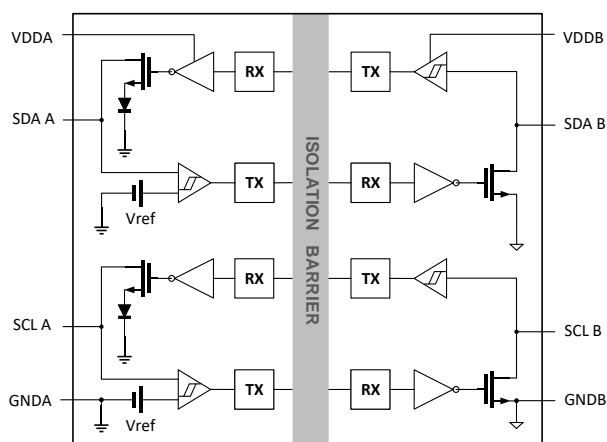 VDDA
VDDB
RX
TX
SDA A
SDA B
TX
RX
Vref
ISOLATION BARRIER
RX
TX
SCL A
SCL B
TX
RX
GNDA
GNDB
Vref